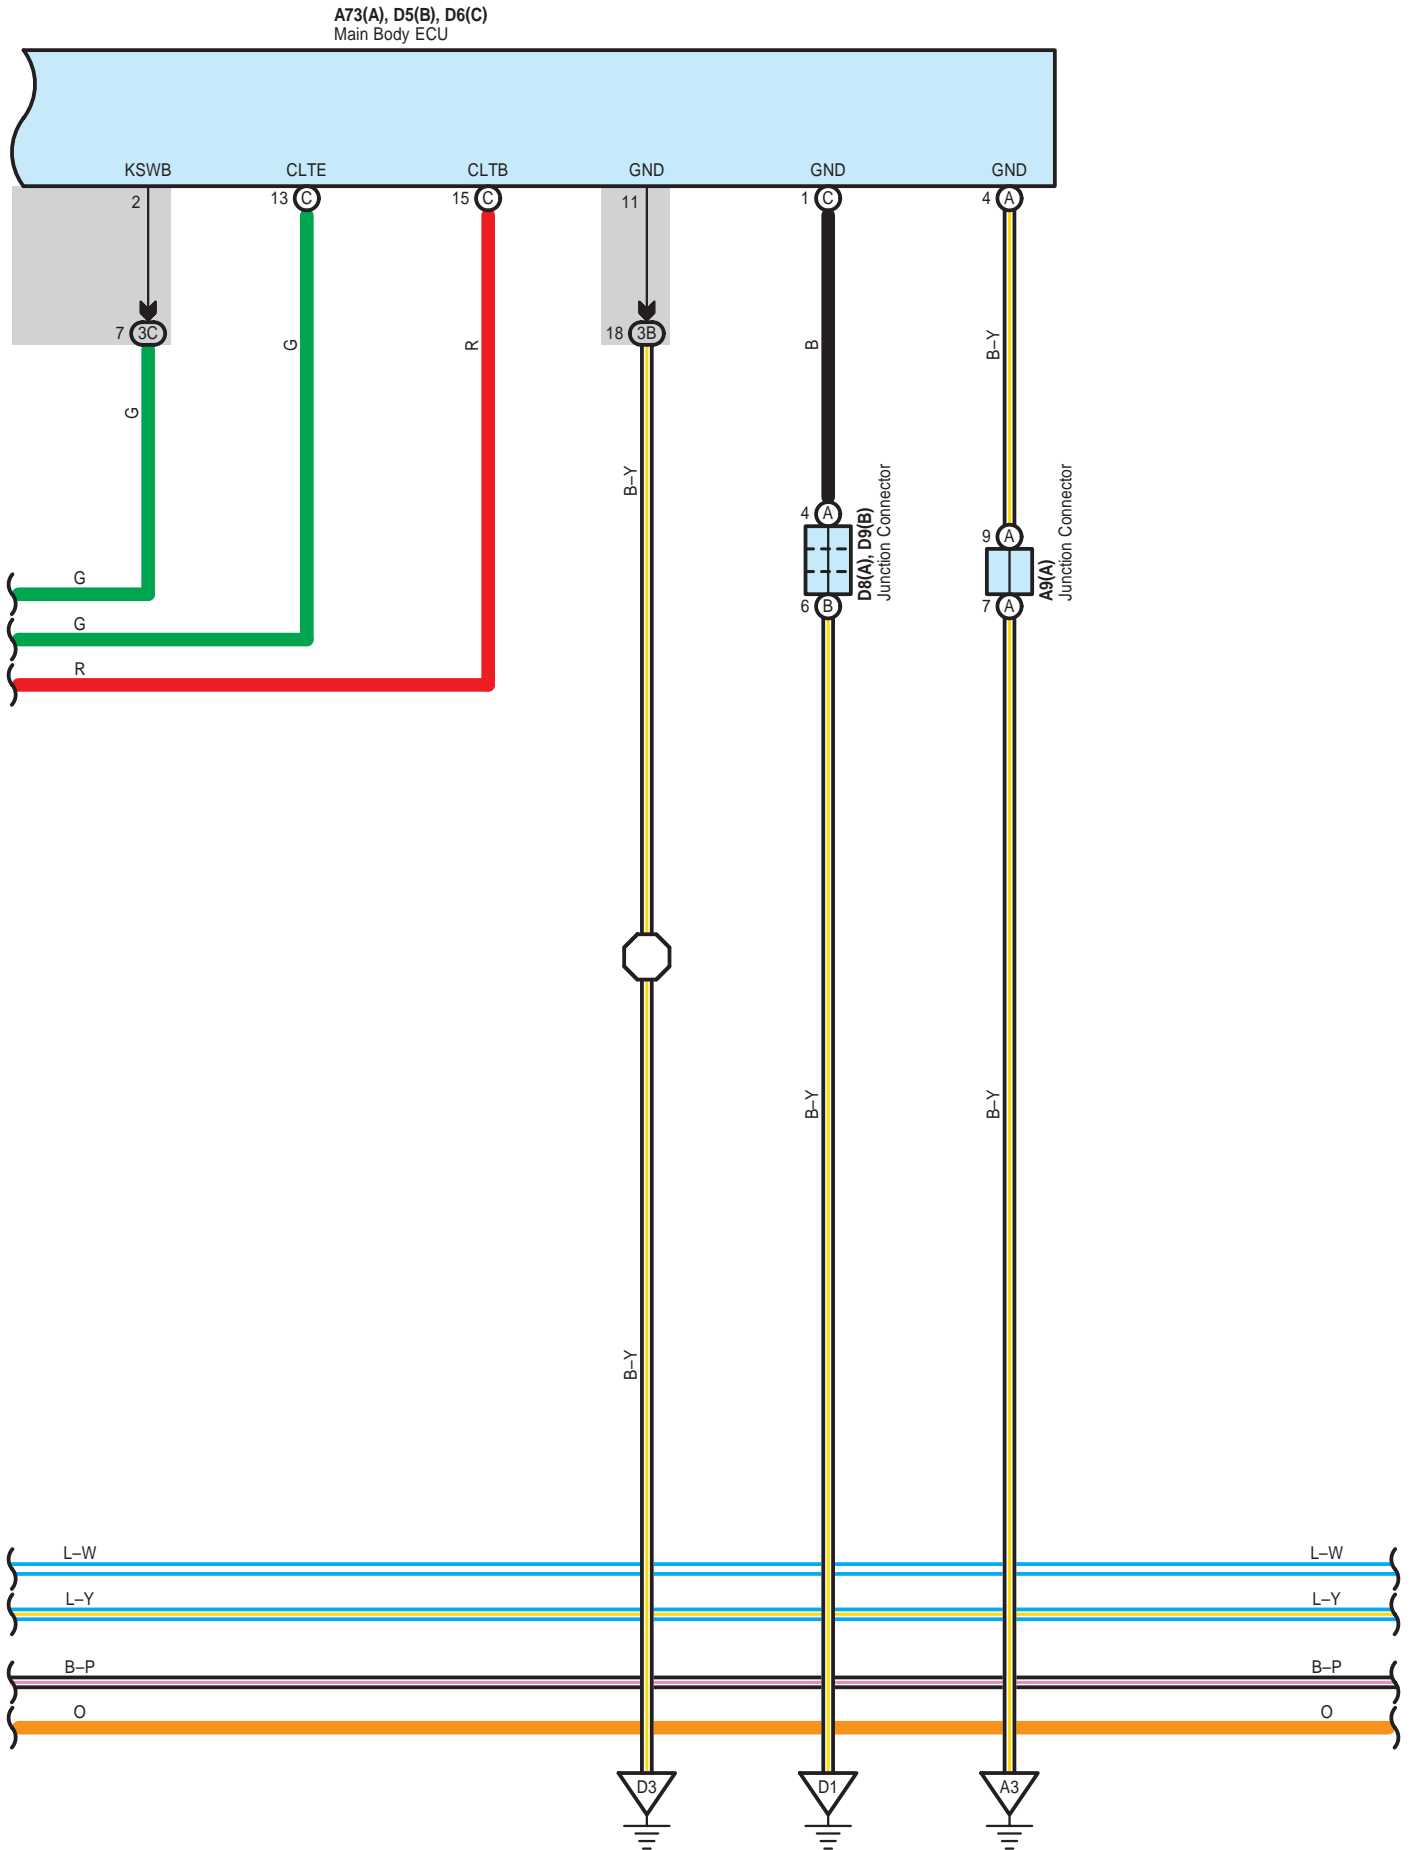 A73(A), D5(B), D6(C)
Main Body ECU
KSWB
CLTE
CLTB
GND
GND
GND
2
13 C
15 C
11
1 C
4 A
7 3C
18 3B
G
R
B
B–Y
G
B–Y
4 A
D8(A), D9(B)
Junction Connector
6 B
9 A
A9(A)
Junction Connector
7 A
G
G
R
B–Y
B–Y
B–Y
L–W
L–W
L–Y
L–Y
B–P
B–P
O
O
D3
D1
A3